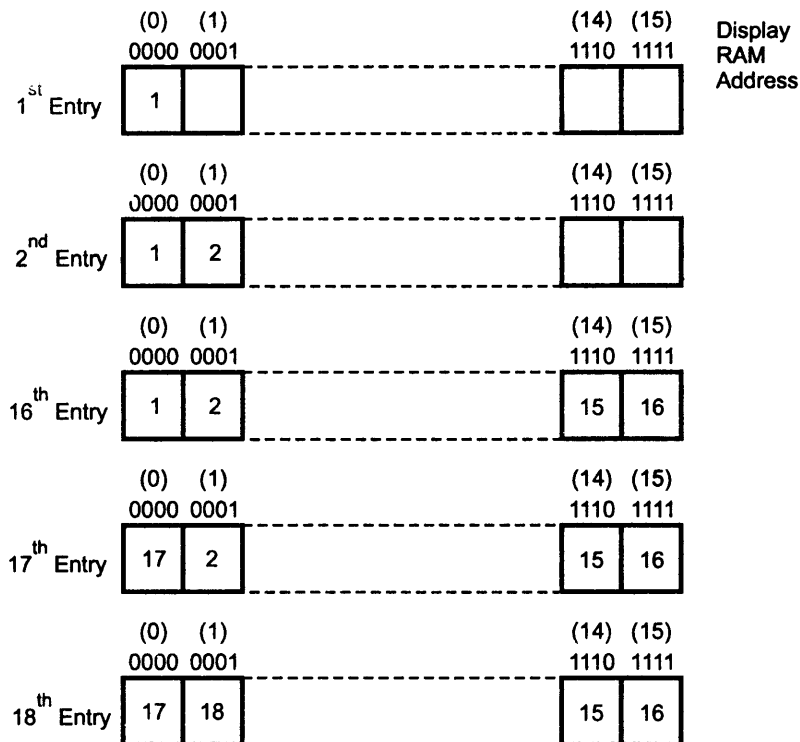 (0) (1) (14) (15) Display
0000 0001 1110 1111 RAM
Address
1st Entry 1
(0) (1) (14) (15)
0000 0001 1110 1111
2nd Entry 1 2
(0) (1) (14) (15)
0000 0001 1110 1111
16th Entry 1 2 15 16
(0) (1) (14) (15)
0000 0001 1110 1111
17th Entry 17 2 15 16
(0) (1) (14) (15)
0000 0001 1110 1111
18th Entry 17 18 15 16